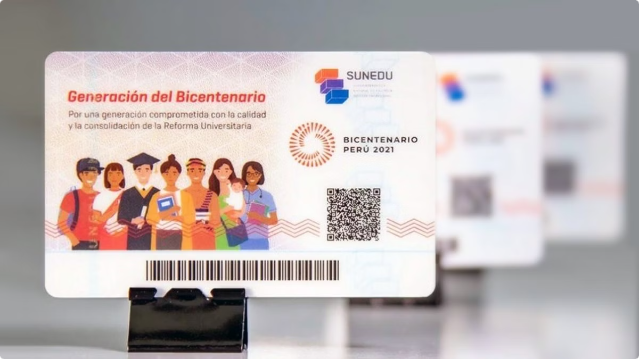 Generación del Bicentenario
Por una generación comprometida con la calidad
y la consolidación de la Reforma Universitaria
SUNEDU
BICENTENARIO
PERÚ 2021